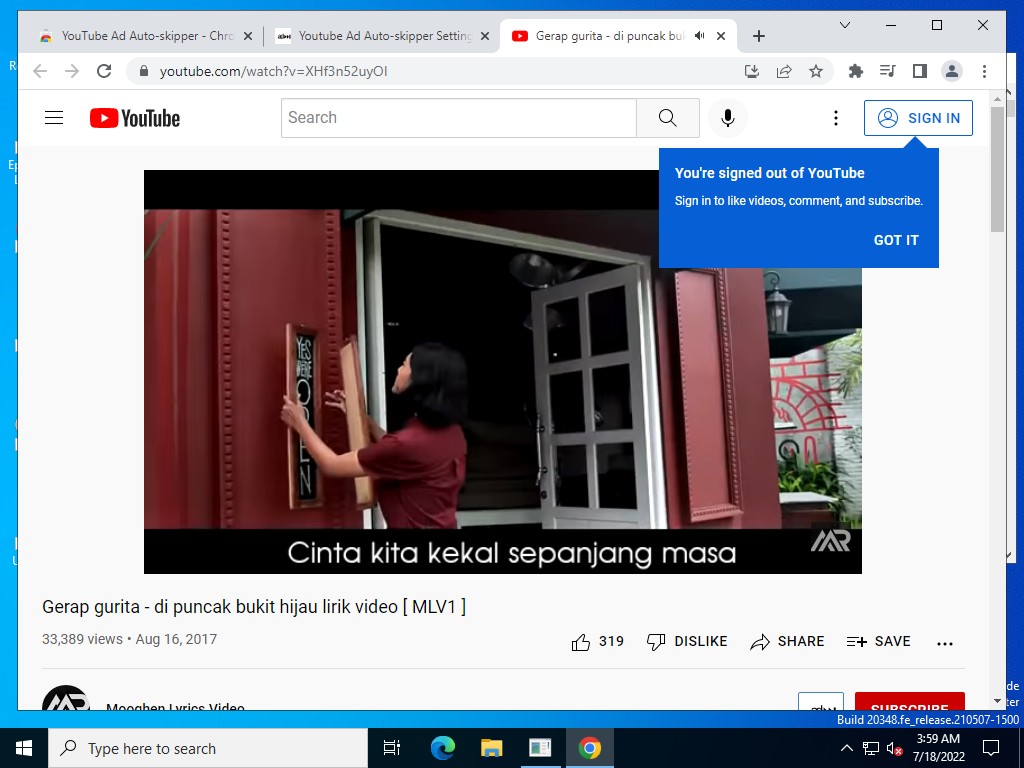 YouTube Ad Auto-skipper - Chro
Youtube Ad Auto-skipper Setting
Gerap gurita - di puncak buki
youtube.com/watch?v=XHf3n52uyOI
YouTube
Search
SIGN IN
You're signed out of YouTube
Sign in to like videos, comment, and subscribe.
GOT IT
YES
WE'RE
OPEN
Cinta kita kekal sepanjang masa
MR
Gerap gurita - di puncak bukit hijau lirik video [ MLV1 ]
33,389 views • Aug 16, 2017
319
DISLIKE
SHARE
SAVE
Mooghen Lyrics Video
SUBSCRIBE
Build 20348.fe_release.210507-1500
Type here to search
3:59 AM
7/18/2022